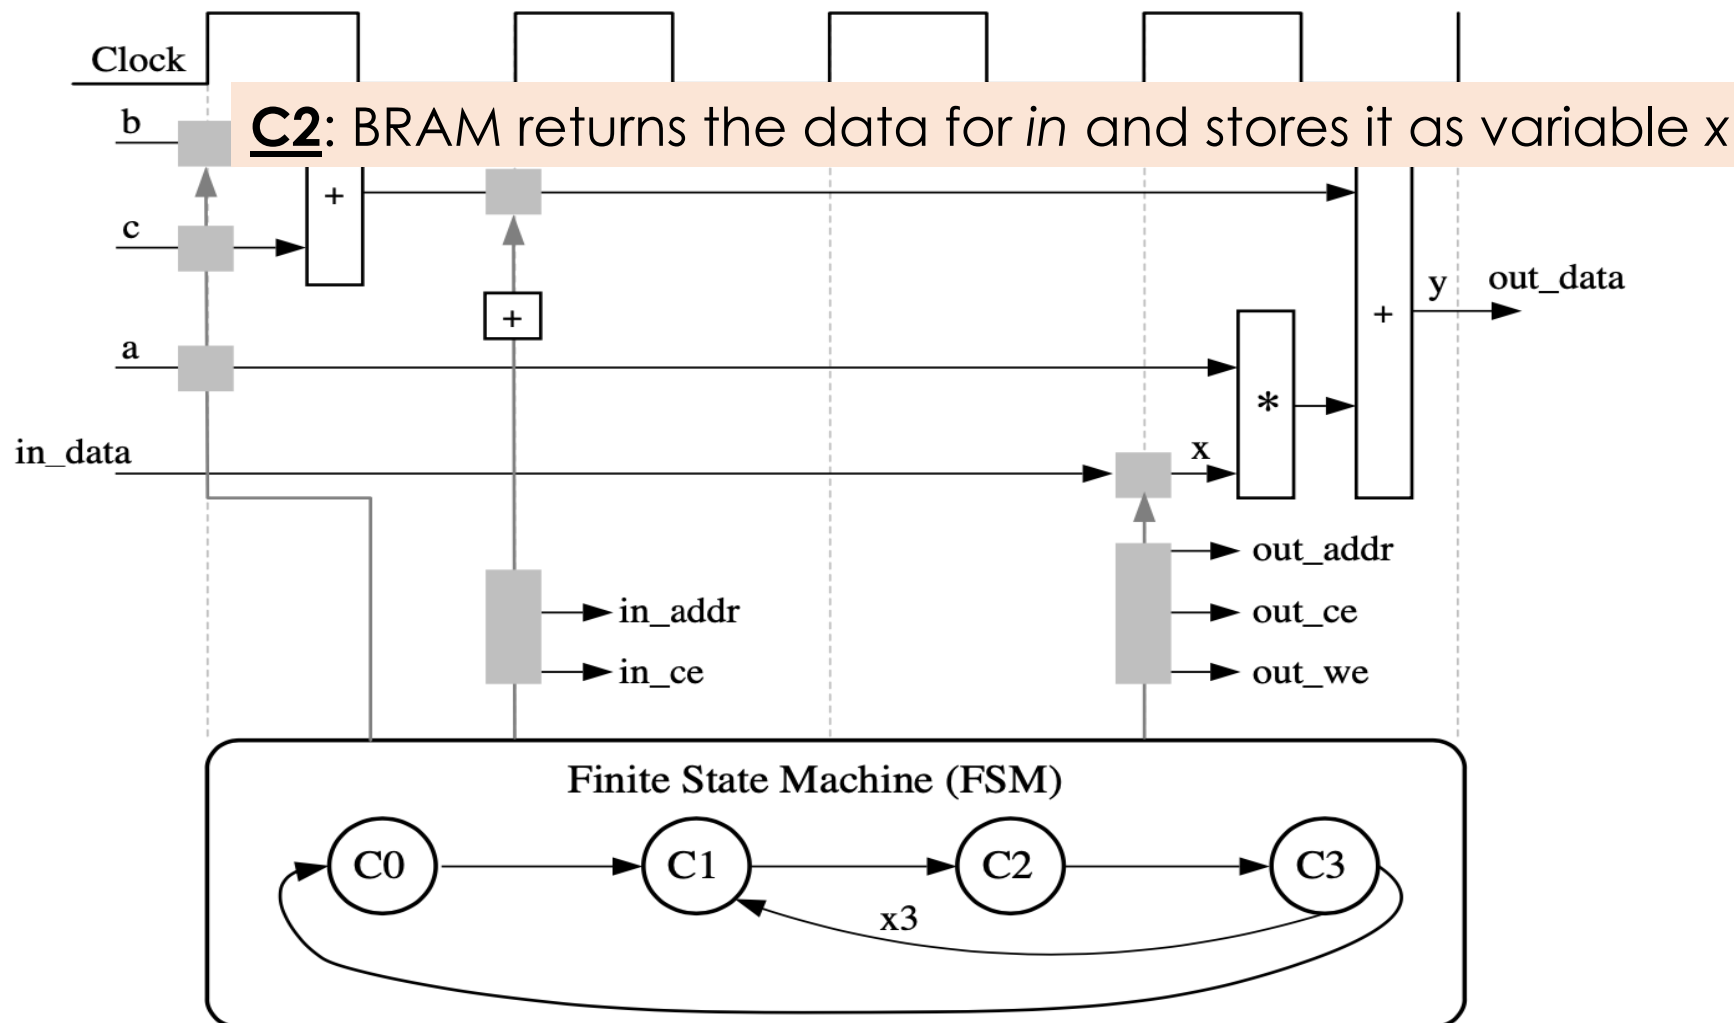 Clock
C2: BRAM returns the data for in and stores it as variable x
b
+
c
+
y out_data
+
a
*
in_data
x
out_addr
in_addr
out_ce
in_ce
out_we
Finite State Machine (FSM)
C0 C1 C2 C3
x3